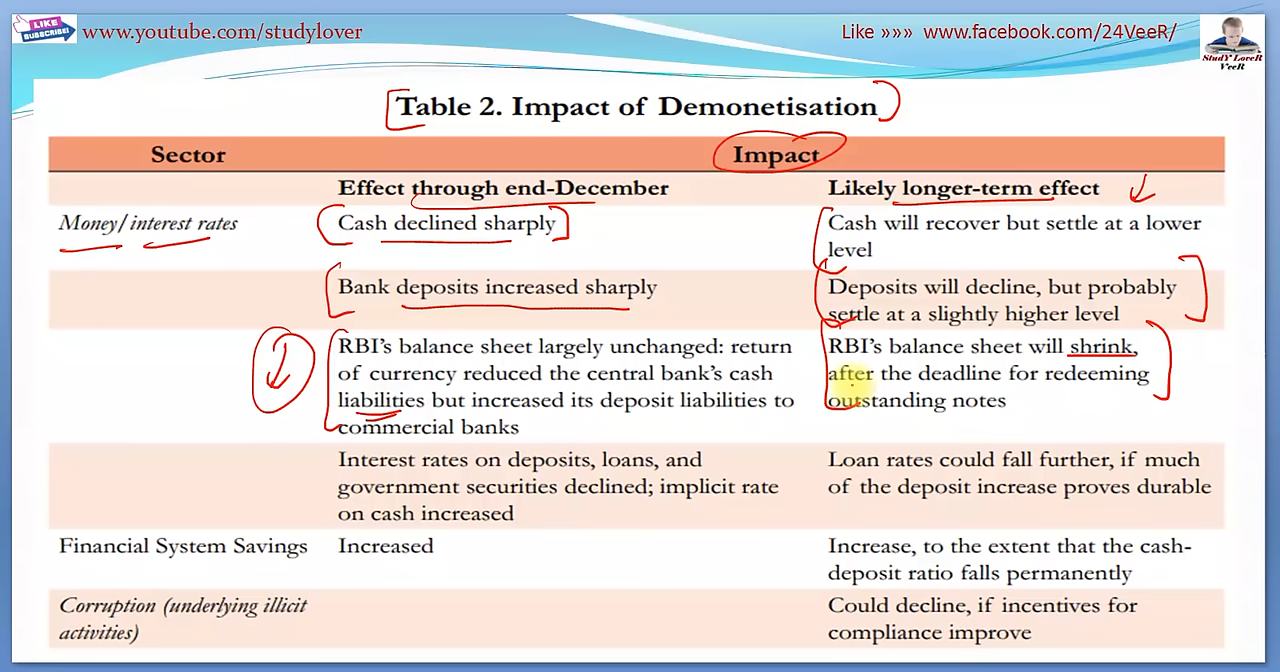 LIKE
SUBSCRIBE!
www.youtube.com/studylover
Like »»» www.facebook.com/24VeeR/
StudY LoveR
VeeR
Table 2. Impact of Demonetisation
Sector
Impact
Effect through end-December
Likely longer-term effect
Money/interest rates
Cash declined sharply
Cash will recover but settle at a lower
level
Bank deposits increased sharply
Deposits will decline, but probably
settle at a slightly higher level
RBI's balance sheet largely unchanged: return
of currency reduced the central bank's cash
liabilities but increased its deposit liabilities to
commercial banks
RBI's balance sheet will shrink,
after the deadline for redeeming
outstanding notes
Interest rates on deposits, loans, and
government securities declined; implicit rate
on cash increased
Loan rates could fall further, if much
of the deposit increase proves durable
Financial System Savings
Increased
Increase, to the extent that the cash-
deposit ratio falls permanently
Corruption (underlying illicit
activities)
Could decline, if incentives for
compliance improve